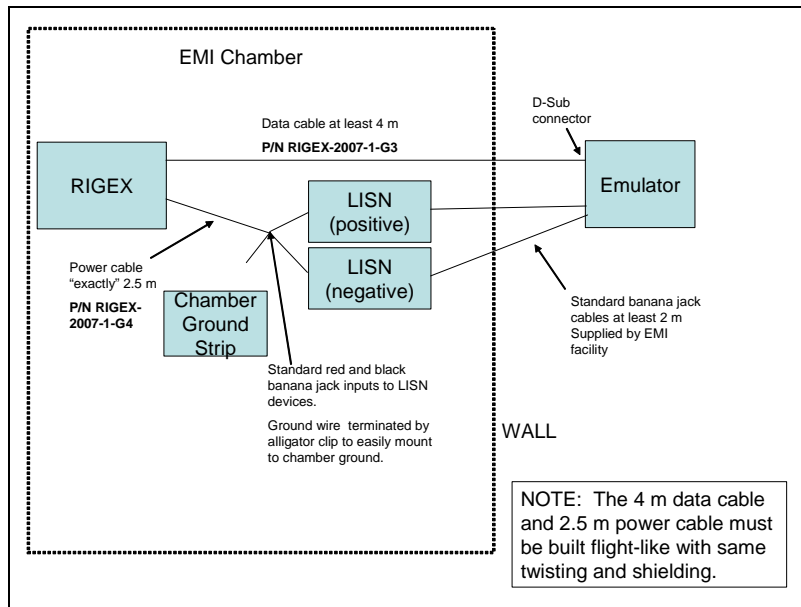 EMI Chamber
Data cable at least 4 m
P/N RIGEX-2007-1-G3
D-Sub
connector
RIGEX
Emulator
LISN
(positive)
LISN
(negative)
Power cable
“exactly” 2.5 m
P/N RIGEX-
2007-1-G4
Chamber
Ground
Strip
Standard red and black
banana jack inputs to LISN
devices.
Ground wire  terminated by
alligator clip to easily mount
to chamber ground.
Standard banana jack
cables at least 2 m
Supplied by EMI
facility
WALL
NOTE:  The 4 m data cable
and 2.5 m power cable must
be built flight-like with same
twisting and shielding.